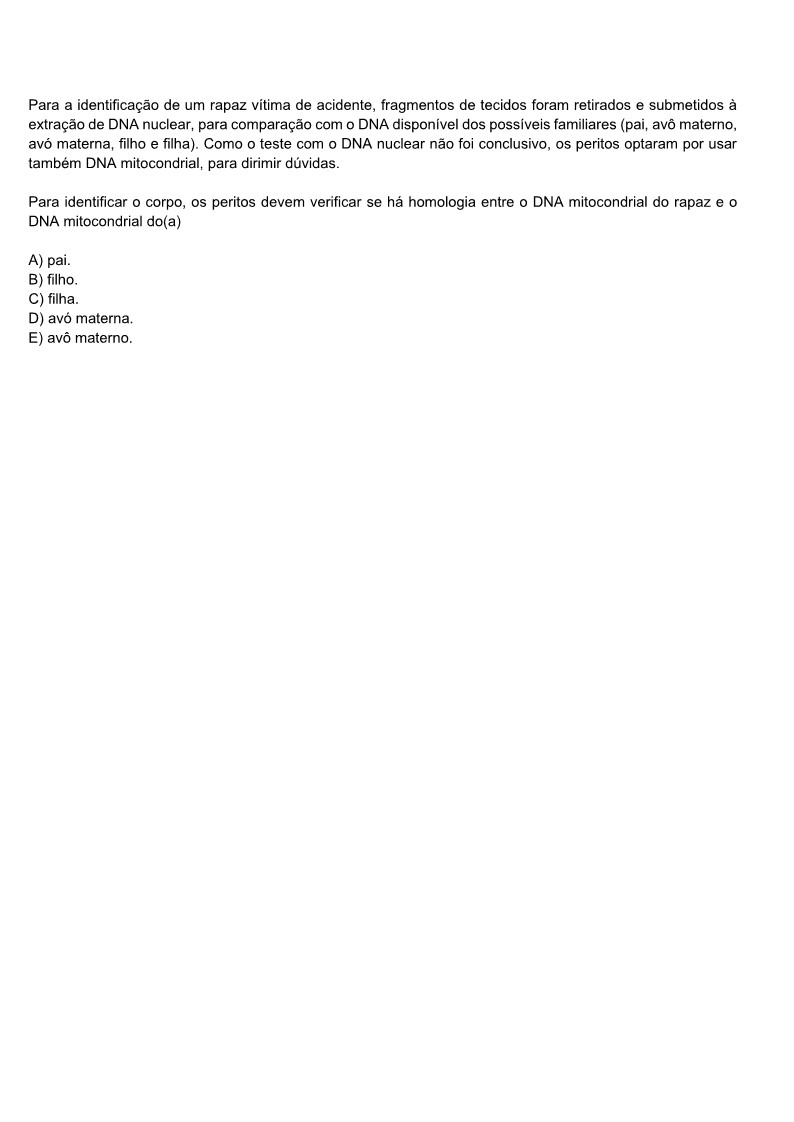 Para a identificação de um rapaz vítima de acidente, fragmentos de tecidos foram retirados e submetidos à
extração de DNA nuclear, para comparação com o DNA disponível dos possíveis familiares (pai, avô materno,
avó materna, filho e filha). Como o teste com o DNA nuclear não foi conclusivo, os peritos optaram por usar
também DNA mitocondrial, para dirimir dúvidas.
Para identificar o corpo, os peritos devem verificar se há homologia entre o DNA mitocondrial do rapaz e o
DNA mitocondrial do(a)
A) pai.
B) filho.
C) filha.
D) avó materna.
E) avô materno.